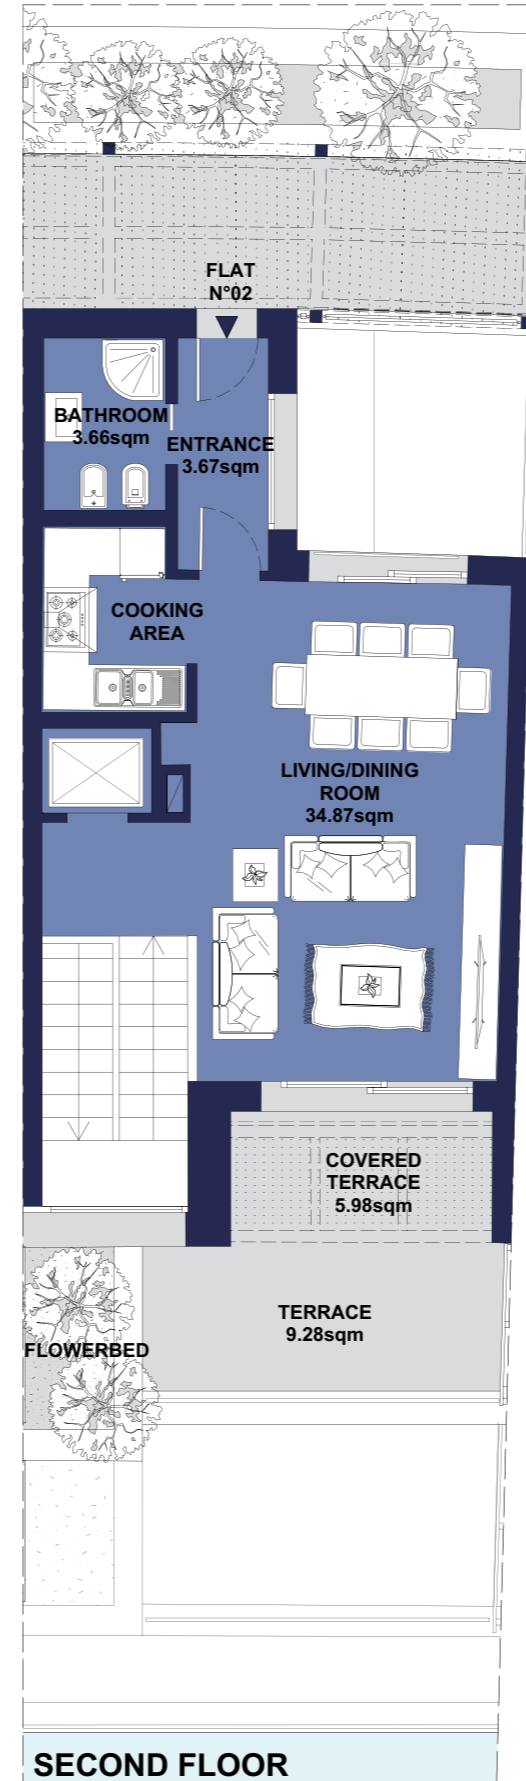 FLAT
N°02
BATHROOM
3.66sqm
ENTRANCE
3.67sqm
COOKING
AREA
LIVING/DINING
ROOM
34.87sqm
COVERED
TERRACE
5.98sqm
TERRACE
9.28sqm
FLOWERBED
SECOND FLOOR